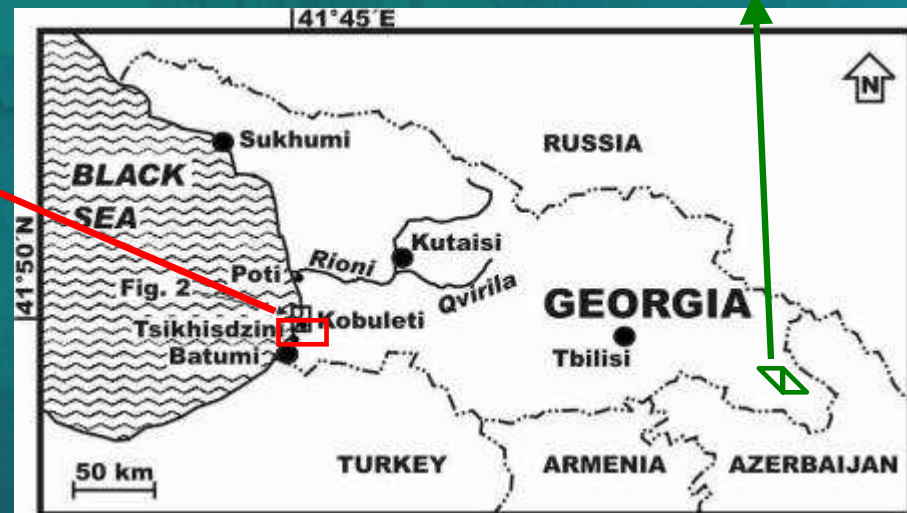 41°45´E
N
Sukhumi
RUSSIA
BLACK
SEA
41°50´N
Kutaisi
Rioni
Poti
Qvirila
Fig. 2
GEORGIA
Kobuleti
Tsikhisdziri
Batumi
Tbilisi
TURKEY
ARMENIA
AZERBAIJAN
50 km